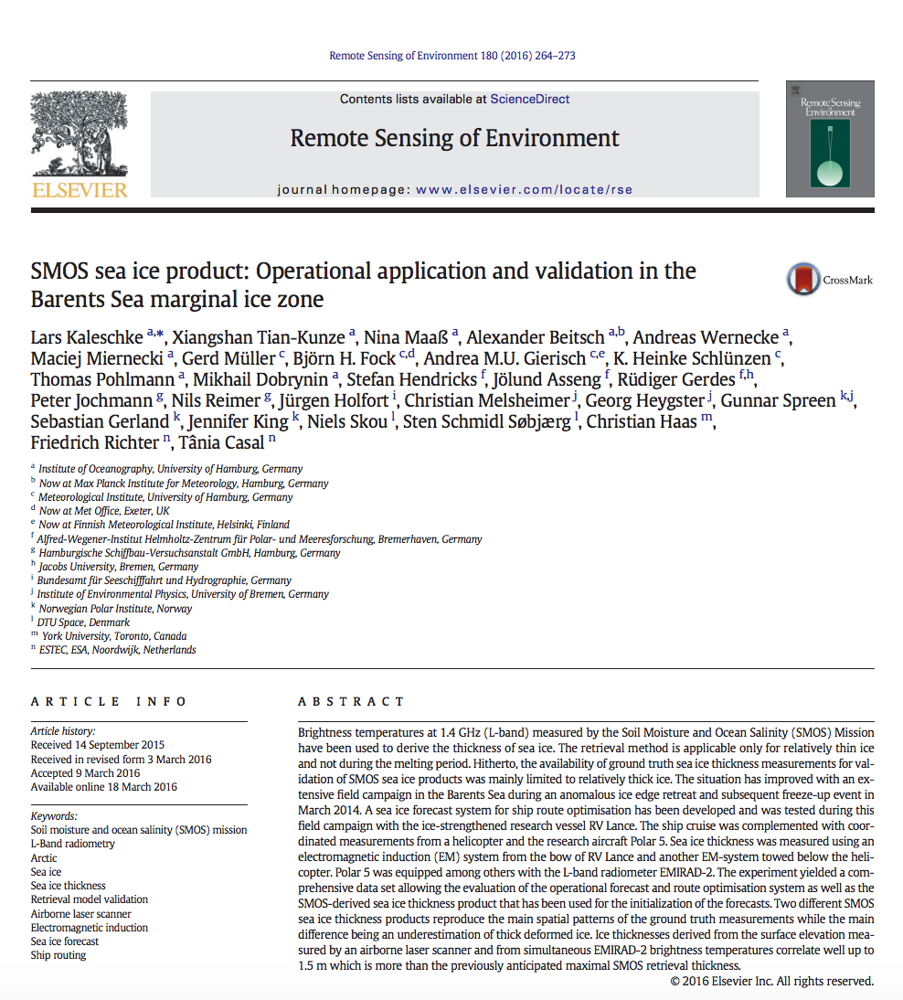 Remote Sensing of Environment 180 (2016) 264–273
Contents lists available at ScienceDirect
Remote Sensing of Environment
journal homepage: www.elsevier.com/locate/rse
ELSEVIER
Remote Sensing
of
Environment
SMOS sea ice product: Operational application and validation in the
Barents Sea marginal ice zone
CrossMark
Lars Kaleschke a,*, Xiangshan Tian-Kunze a, Nina Maaß a, Alexander Beitsch a,b, Andreas Wernecke a,
Maciej Miernecki a, Gerd Müller c, Björn H. Fock c,d, Andrea M.U. Gierisch c,e, K. Heinke Schlünzen c,
Thomas Pohlmann a, Mikhail Dobrynin a, Stefan Hendricks f, Jölund Asseng f, Rüdiger Gerdes f,h,
Peter Jochmann g, Nils Reimer g, Jürgen Holfort i, Christian Melsheimer j, Georg Heygster j, Gunnar Spreen k,j,
Sebastian Gerland k, Jennifer King k, Niels Skou l, Sten Schmidl Søbjærg l, Christian Haas m,
Friedrich Richter n, Tânia Casal n
a Institute of Oceanography, University of Hamburg, Germany
b Now at Max Planck Institute for Meteorology, Hamburg, Germany
c Meteorological Institute, University of Hamburg, Germany
d Now at Met Office, Exeter, UK
e Now at Finnish Meteorological Institute, Helsinki, Finland
f Alfred-Wegener-Institut Helmholtz-Zentrum für Polar- und Meeresforschung, Bremerhaven, Germany
g Hamburgische Schiffbau-Versuchsanstalt GmbH, Hamburg, Germany
h Jacobs University, Bremen, Germany
i Bundesamt für Seeschifffahrt und Hydrographie, Germany
j Institute of Environmental Physics, University of Bremen, Germany
k Norwegian Polar Institute, Norway
l DTU Space, Denmark
m York University, Toronto, Canada
n ESTEC, ESA, Noordwijk, Netherlands
ARTICLE INFO
Article history:
Received 14 September 2015
Received in revised form 3 March 2016
Accepted 9 March 2016
Available online 18 March 2016
Keywords:
Soil moisture and ocean salinity (SMOS) mission
L-Band radiometry
Arctic
Sea ice
Sea ice thickness
Retrieval model validation
Airborne laser scanner
Electromagnetic induction
Sea ice forecast
Ship routing
ABSTRACT
Brightness temperatures at 1.4 GHz (L-band) measured by the Soil Moisture and Ocean Salinity (SMOS) Mission
have been used to derive the thickness of sea ice. The retrieval method is applicable only for relatively thin ice
and not during the melting period. Hitherto, the availability of ground truth sea ice thickness measurements for val-
idation of SMOS sea ice products was mainly limited to relatively thick ice. The situation has improved with an ex-
tensive field campaign in the Barents Sea during an anomalous ice edge retreat and subsequent freeze-up event in
March 2014. A sea ice forecast system for ship route optimisation has been developed and was tested during this
field campaign with the ice-strengthened research vessel RV Lance. The ship cruise was complemented with coor-
dinated measurements from a helicopter and the research aircraft Polar 5. Sea ice thickness was measured using an
electromagnetic induction (EM) system from the bow of RV Lance and another EM-system towed below the heli-
copter. Polar 5 was equipped among others with the L-band radiometer EMIRAD-2. The experiment yielded a com-
prehensive data set allowing the evaluation of the operational forecast and route optimisation system as well as the
SMOS-derived sea ice thickness product that has been used for the initialization of the forecasts. Two different SMOS
sea ice thickness products reproduce the main spatial patterns of the ground truth measurements while the main
difference being an underestimation of thick deformed ice. Ice thicknesses derived from the surface elevation mea-
sured by an airborne laser scanner and from simultaneous EMIRAD-2 brightness temperatures correlate well up to
1.5 m which is more than the previously anticipated maximal SMOS retrieval thickness.
© 2016 Elsevier Inc. All rights reserved.